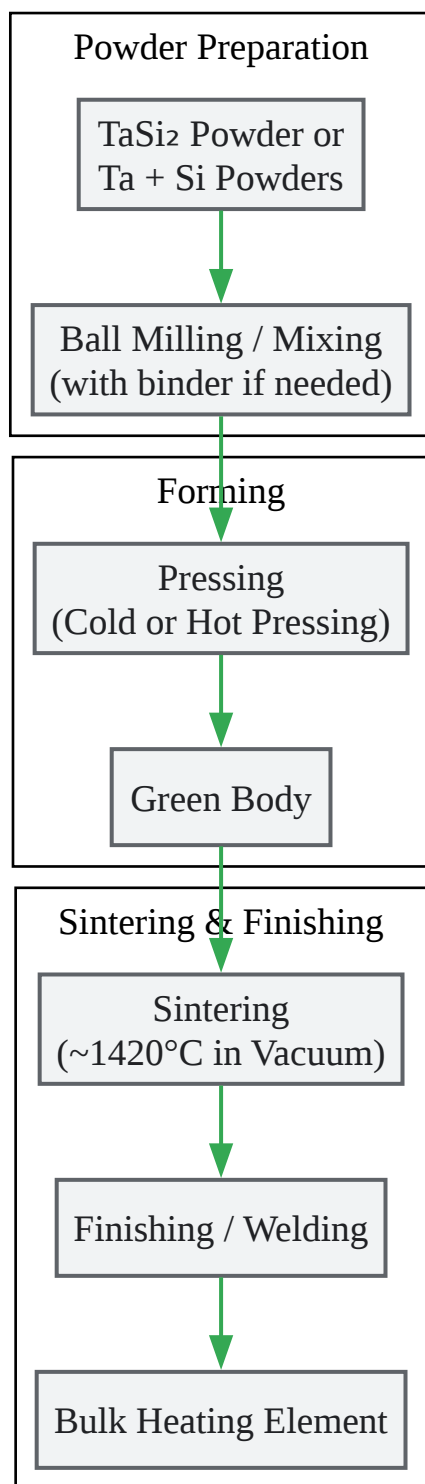 Powder Preparation
TaSi₂ Powder or
Ta + Si Powders
Ball Milling / Mixing
(with binder if needed)
Forming
Pressing
(Cold or Hot Pressing)
Green Body
Sintering & Finishing
Sintering
(~1420°C in Vacuum)
Finishing / Welding
Bulk Heating Element